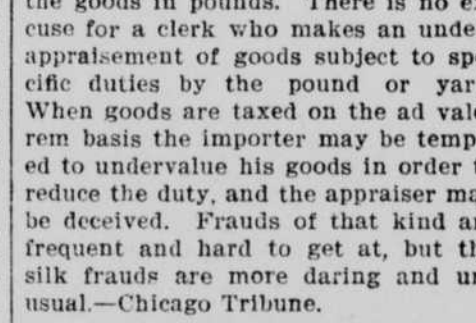 the goods in pounds. There is no ex
cuse for a clerk who makes an unde
appraisement of goods subject to sp
cific duties by the pound or yar
When goods are taxed on the ad val
rem basis the importer may be temp
ed to undervalue his goods in order
reduce the duty, and the appraiser ma
be deceived. Frauds of that kind a
frequent and hard to get at, but th
silk frauds are more daring and un
usual.—Chicago Tribune.